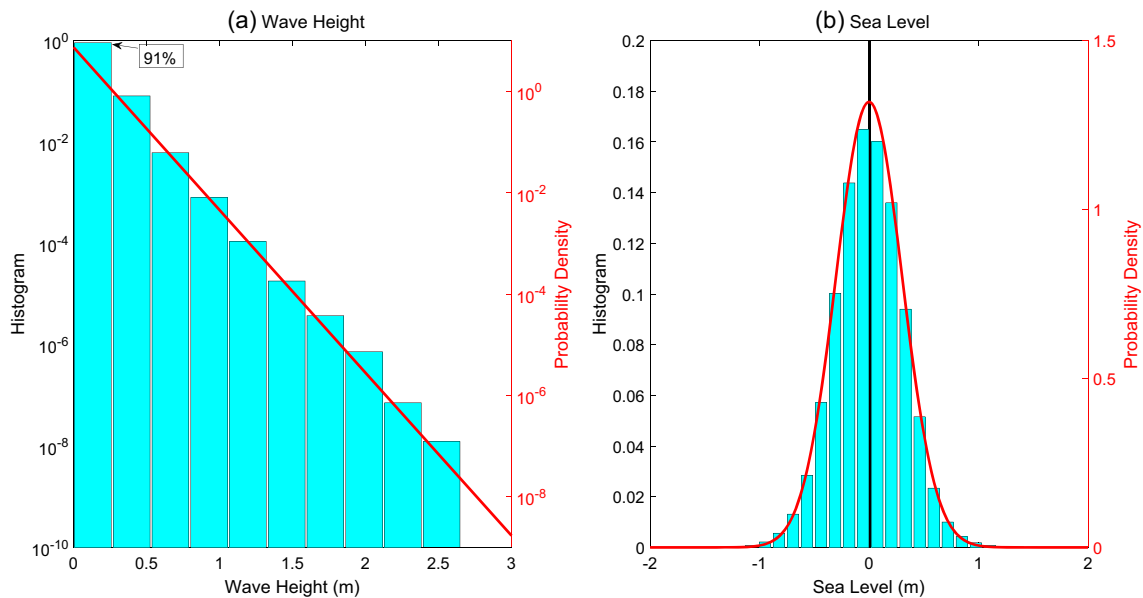 (a) Wave Height
10^0
10^-2
10^-4
10^-6
10^-8
10^-10
Histogram
91%
10^0
10^-2
10^-4
10^-6
10^-8
Probability Density
0 0.5 1 1.5 2 2.5 3
Wave Height (m)
(b) Sea Level
0.2
0.18
0.16
0.14
0.12
0.1
0.08
0.06
0.04
0.02
0
Histogram
1.5
1
0.5
0
Probability Density
-2 -1 0 1 2
Sea Level (m)